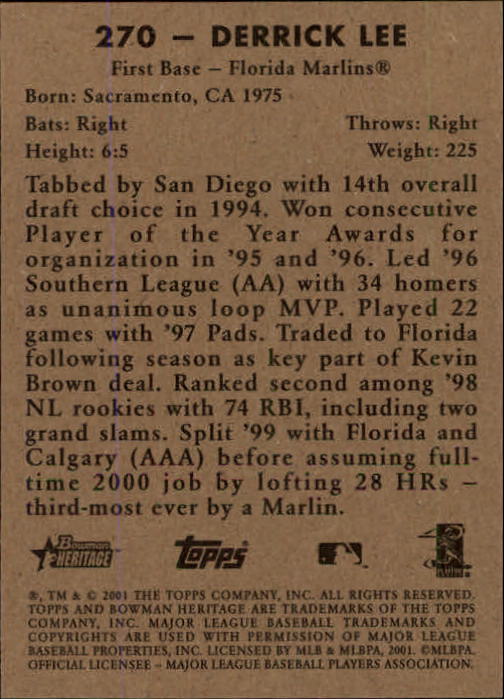 270 – DERRICK LEE
First Base – Florida Marlins®
Born: Sacramento, CA 1975
Bats: Right Throws: Right
Height: 6:5 Weight: 225
Tabbed by San Diego with 14th overall
draft choice in 1994. Won consecutive
Player of the Year Awards for
organization in '95 and '96. Led '96
Southern League (AA) with 34 homers
as unanimous loop MVP. Played 22
games with '97 Pads. Traded to Florida
following season as key part of Kevin
Brown deal. Ranked second among '98
NL rookies with 74 RBI, including two
grand slams. Split '99 with Florida and
Calgary (AAA) before assuming full-
time 2000 job by lofting 28 HRs –
third-most ever by a Marlin.
Bowman
HERITAGE
TOPPS
®, TM & © 2001 THE TOPPS COMPANY, INC. ALL RIGHTS RESERVED.
TOPPS AND BOWMAN HERITAGE ARE TRADEMARKS OF THE TOPPS
COMPANY, INC. MAJOR LEAGUE BASEBALL TRADEMARKS AND
COPYRIGHTS ARE USED WITH PERMISSION OF MAJOR LEAGUE
BASEBALL PROPERTIES, INC. LICENSED BY MLB & MLBPA, 2001. ©MLBPA.
OFFICIAL LICENSEE – MAJOR LEAGUE BASEBALL PLAYERS ASSOCIATION.